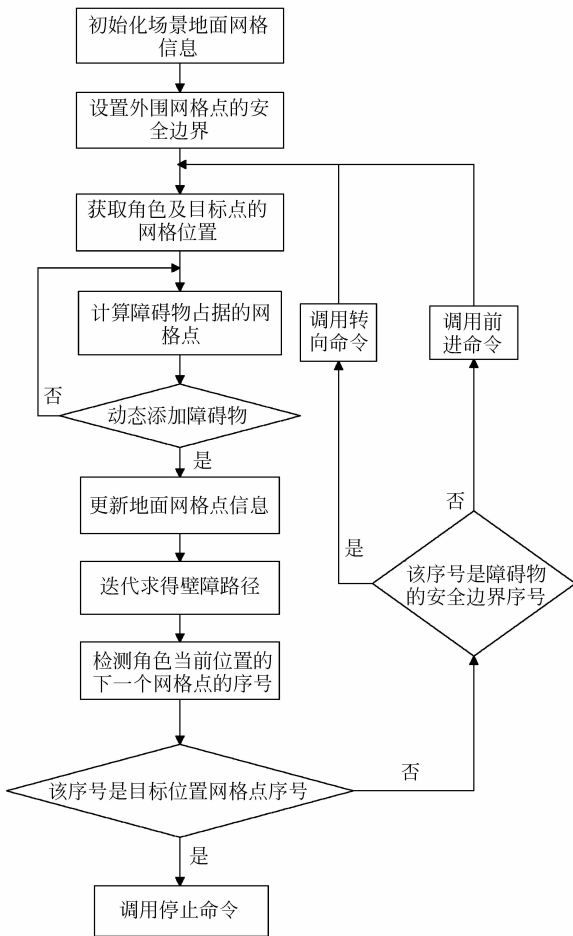 初始化场景地面网格
信息
设置外围网格点的安
全边界
获取角色及目标点的
网格位置
计算障碍物占据的网
格点
调用转
向命令
调用前
进命令
否
动态添加障碍物
是
更新地面网格点信息
否
是
该序号是障碍物
的安全边界序号
迭代求得壁障路径
检测角色当前位置的
下一个网格点的序号
否
该序号是目标位置网格点序号
是
调用停止命令